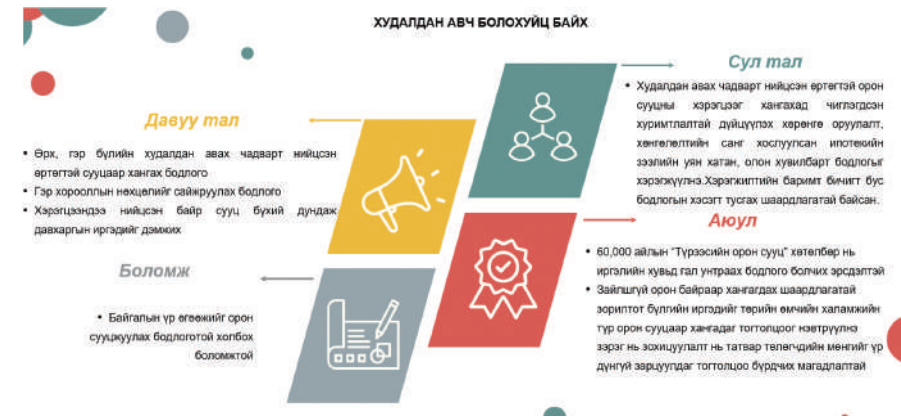 ХУДАЛДАН АВЧ БОЛОХУЙЦ БАЙХ
Давуу тал
• Өрх, гэр бүлийн худалдан авах чадварт нийцсэн
өртөгтэй сууцаар хангах бодлого
• Гэр хорооллын нөхцөлийг сайжруулах бодлого
• Хэрэгцээндээ нийцсэн байр сууц бүхий дундаж
давхаргын иргэдийг дэмжих
Сул тал
• Худалдан авах чадварт нийцсэн өртөгтэй орон
сууцны хэрэгцээг хангахад чиглэгдсэн
хуримтлалтай дүйцүүлэх хөрөнгө оруулалт,
хөнгөлөлтийн санг хослуулсан ипотекийн
зээлийн уян хатан, олон хувилбарт бодлогыг
хэрэгжүүлнэ.Хэрэгжилтийн баримт бичигт бус
бодлогын хэсэгт тусгах шаардлагатай байсан.
Боломж
• Байгалын үр өгөөжийг орон
сууцжуулах бодлоготой холбох
боломжтой
Аюул
• 60,000 айлын "Түрээсийн орон сууц" хөтөлбөр нь
иргэлийн хувьд гал унтраах бодлого болчих эрсдэлтэй
• Зайлшгүй орон байраар хангагдах шаардлагатай
зорилтот бүлгийн иргэдийг төрийн өмчийн халамжийн
түр орон сууцаар хангадаг тогтолцоог нэвтрүүлнэ
зэрэг нь зохицуулалт нь татвар төлөгчдийн мөнгийг үр
дүнгүй зарцуулдаг тогтолцоо бүрдчих магадлалтай